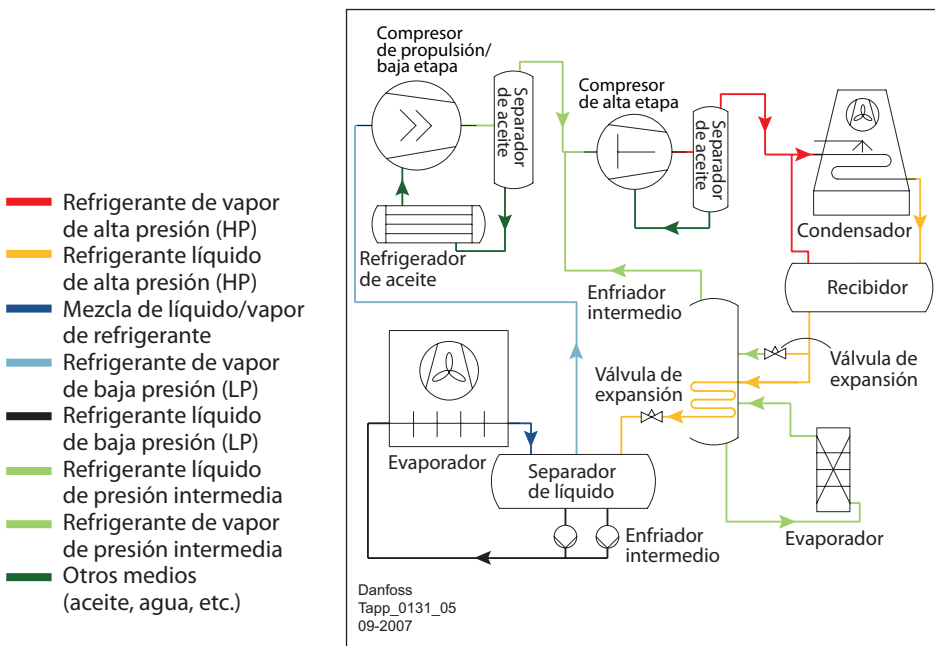 Refrigerante de vapor
de alta presión (HP)
Refrigerante líquido
de alta presión (HP)
Mezcla de líquido/vapor
de refrigerante
Refrigerante de vapor
de baja presión (LP)
Refrigerante líquido
de baja presión (LP)
Refrigerante líquido
de presión intermedia
Refrigerante de vapor
de presión intermedia
Otros medios
(aceite, agua, etc.)
Compresor
de propulsión/
baja etapa
Separador
de aceite
Compresor
de alta etapa
Separador
de aceite
Condensador
Refrigerador
de aceite
Enfriador
intermedio
Recibidor
Válvula de
expansión
Válvula de
expansión
Evaporador
Separador
de líquido
Enfriador
intermedio
Evaporador
Danfoss
Tapp_0131_05
09-2007